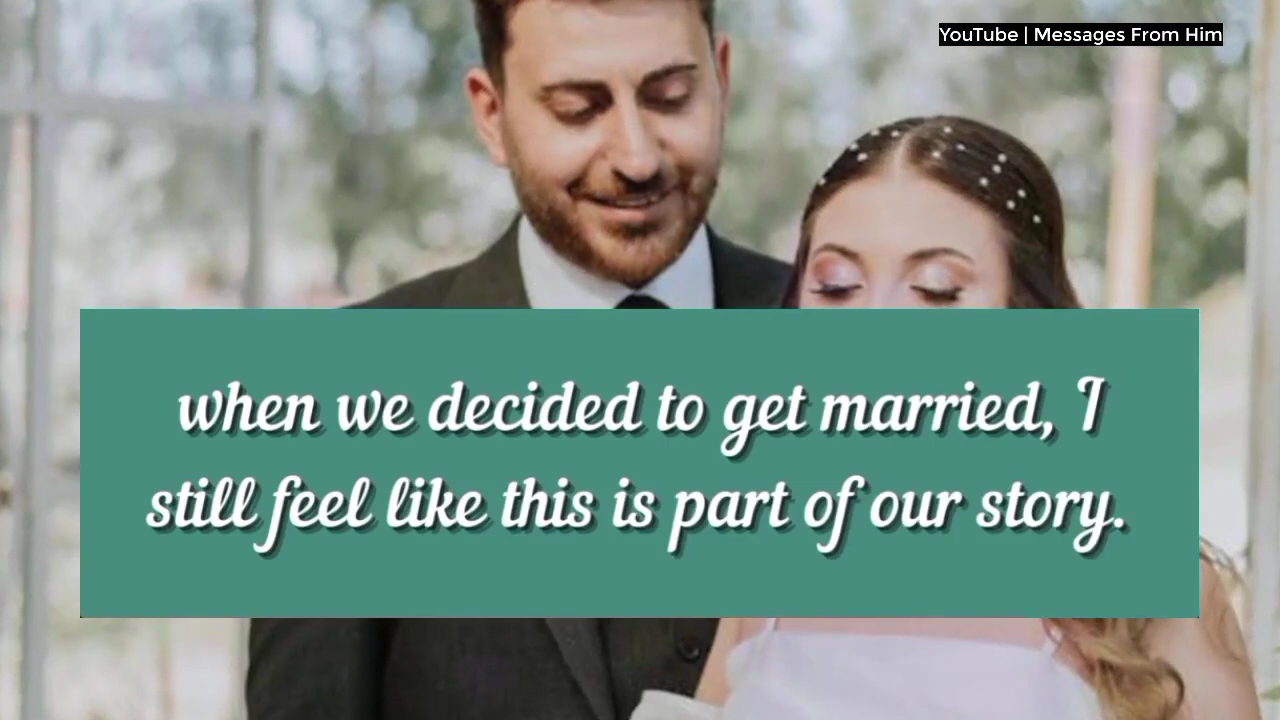 YouTube | Messages From Him
when we decided to get married, I
still feel like this is part of our story.